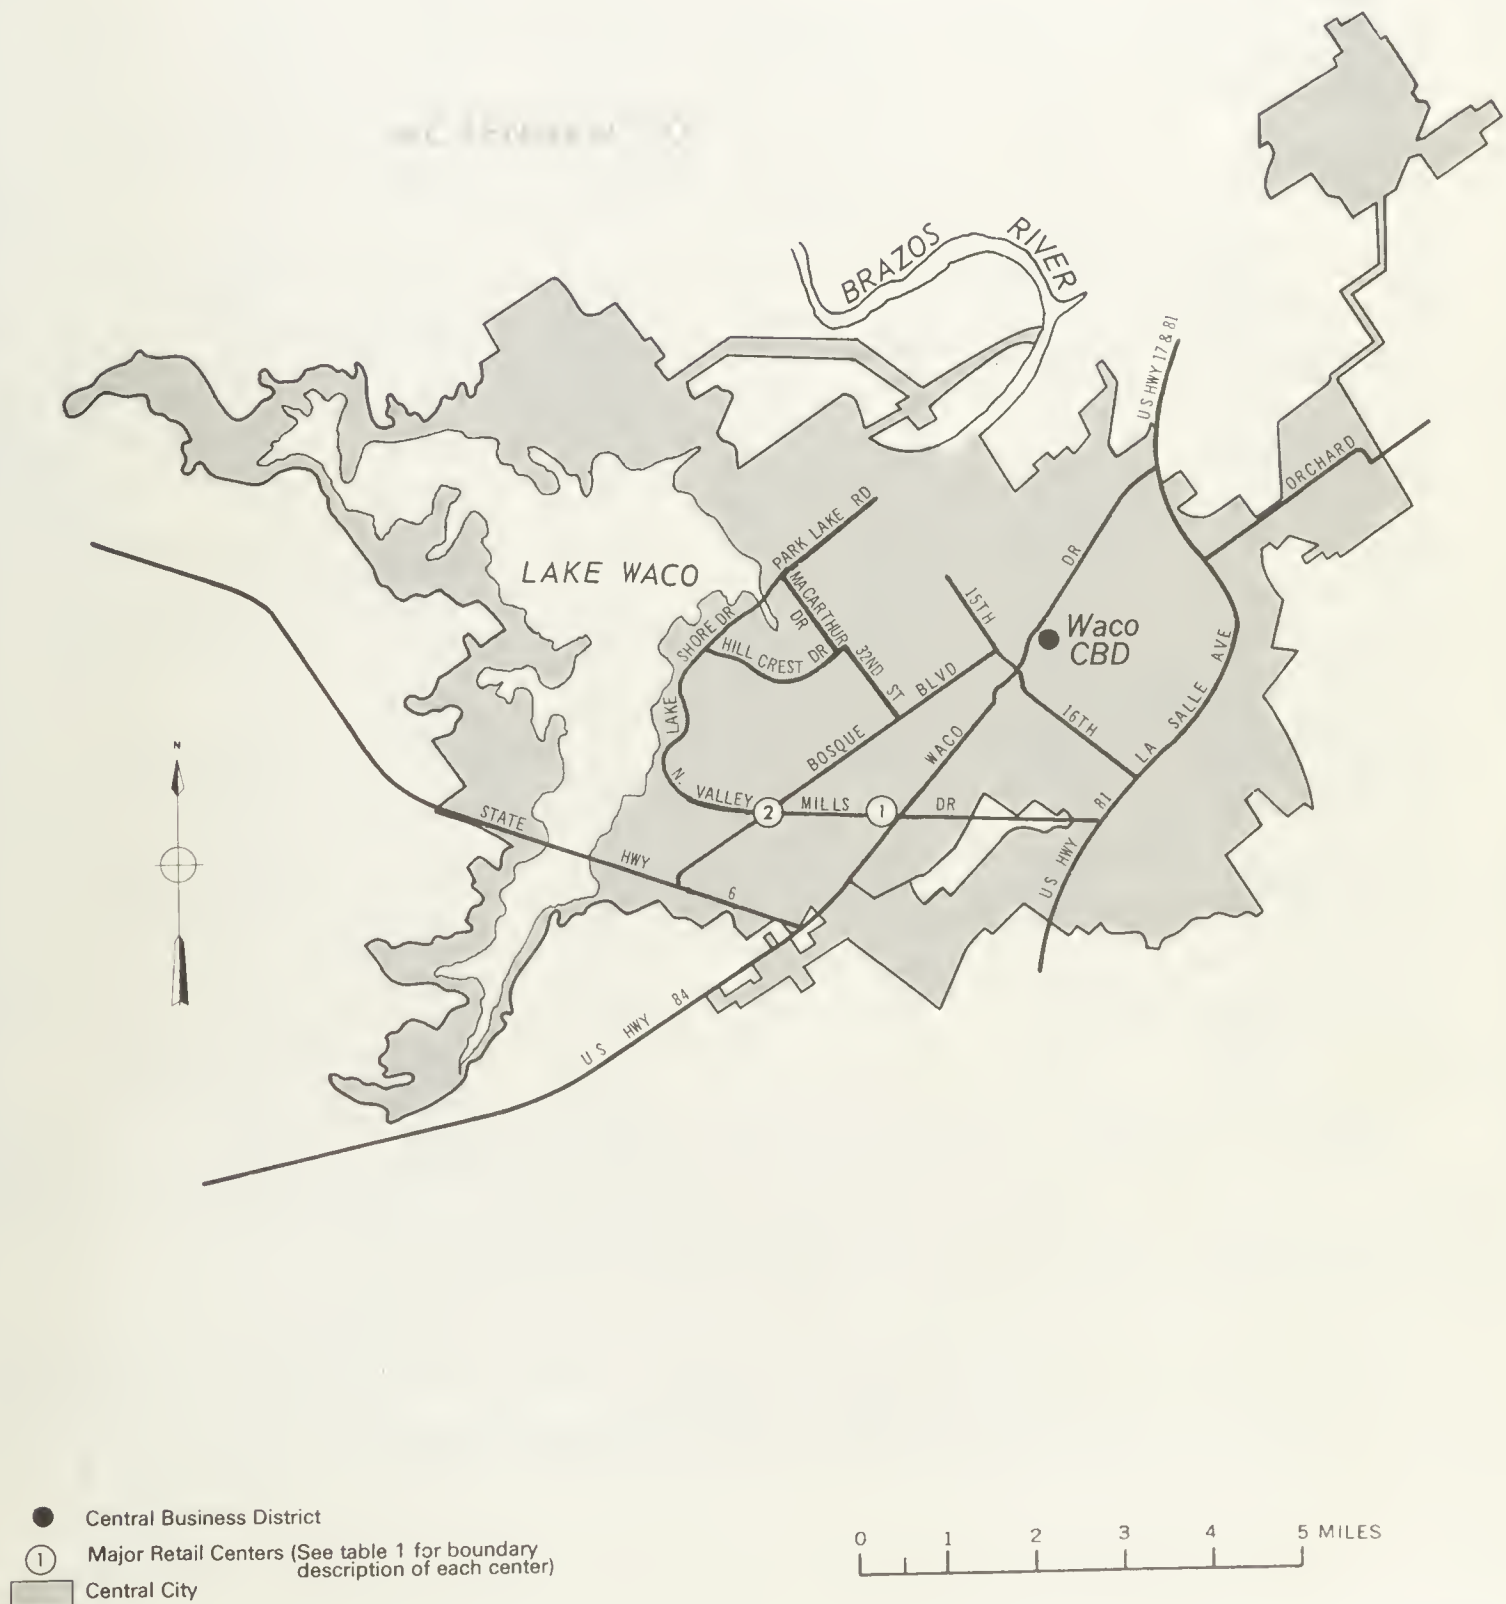 BRAZOS RIVER
US HWY 17 & 81
ORCHARD
PARK LAKE RD
LAKE WACO
MACARTHUR DR
15TH
DR
Waco
CBD
SHORE DR
HILL CREST DR
32ND ST
BLVD
AVE
LAKE
BOSQUE
WACO
16TH
SALLE
LA
N
N.
VALLEY
2
MILLS
1
DR
81
STATE
HWY
6
US HWY
84
US HWY
Central Business District
1 Major Retail Centers (See table 1 for boundary
description of each center)
Central City
0 1 2 3 4 5 MILES